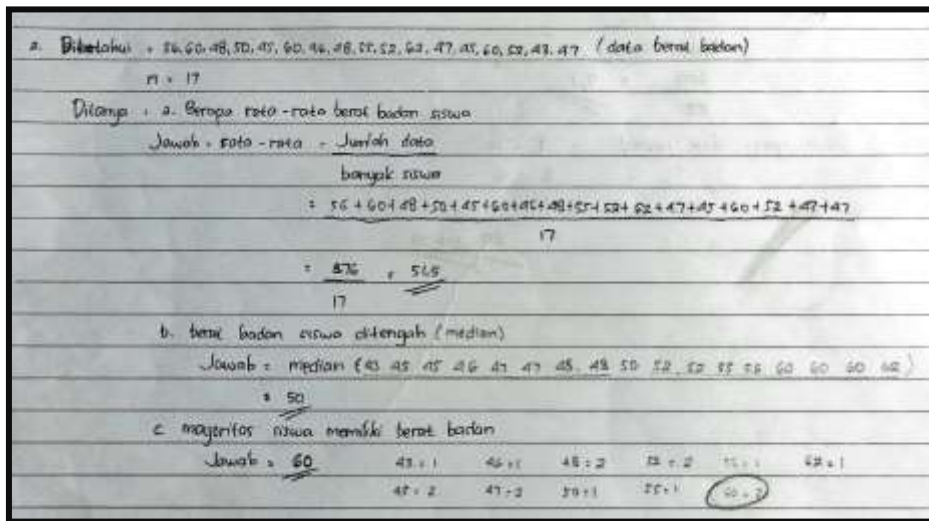 2. Diketahui : 56, 60, 48, 50, 45, 60, 46, 48, 55, 52, 62, 47, 45, 60, 52, 43, 47 (data berat badan)
n = 17
Ditanya : a. Berapa rata-rata berat badan siswa
Jawab = rata-rata = Jumlah data
banyak siswa
= 56+60+48+50+45+60+46+48+55+52+62+47+45+60+52+47+47
17
= 876 = 51,5
17
b. berat badan siswa ditengah (median)
Jawab = median (43 45 45 46 47 47 48 48 50 52 52 55 56 60 60 60 62)
= 50
c mayoritas siswa memiliki berat badan
Jawab = 60 43 = 1 46 = 1 48 = 2 52 = 2 56 = 1 62 = 1
45 = 2 47 = 2 50 = 1 55 = 1 60 = 3